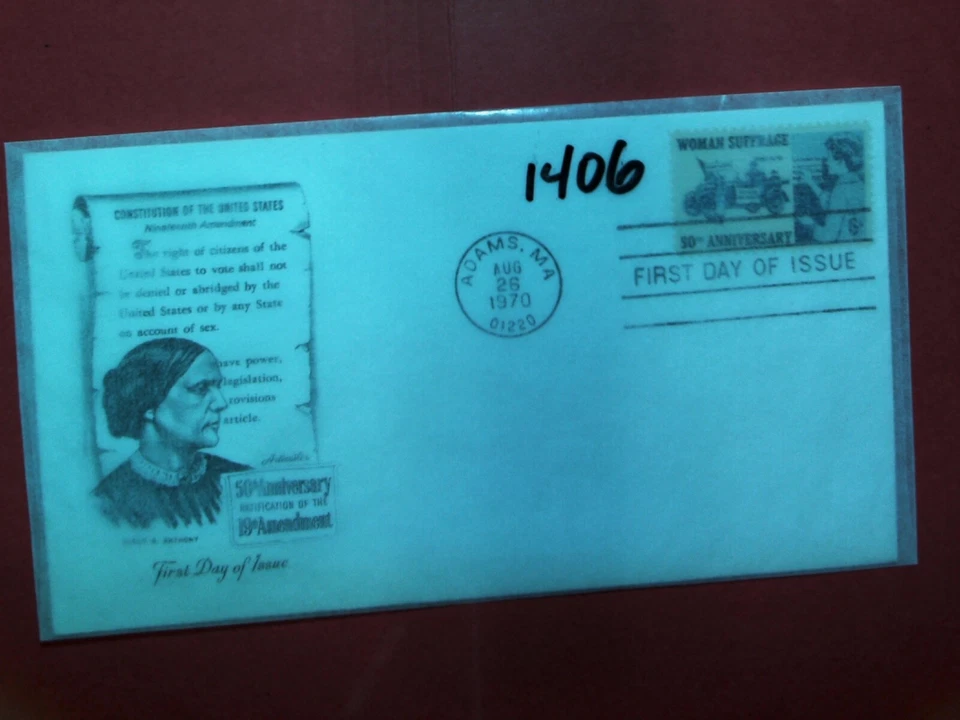 1406
WOMAN SUFFRAGE
50TH ANNIVERSARY
6¢
FIRST DAY OF ISSUE
ADAMS, MA
AUG
26
1970
01220
CONSTITUTION OF THE UNITED STATES
Nineteenth Amendment
The right of citizens of the
United States to vote shall not
be denied or abridged by the
United States or by any State
on account of sex.
have power,
legislation,
rovisions
article.
50th Anniversary
RATIFICATION OF THE
19th Amendment
SUSAN B. ANTHONY
First Day of Issue